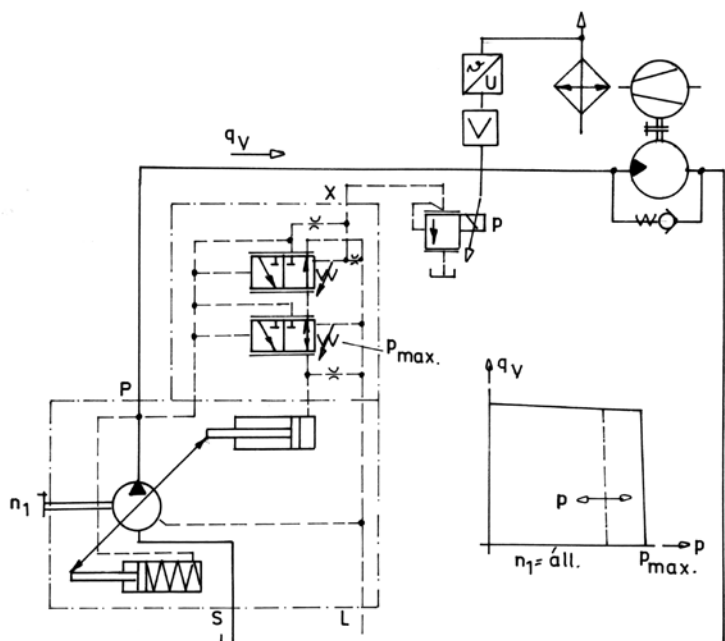 ϑ
U
q_V
X
p
P_max.
P
n_1
S
L
q_V
p
p
n_1 = áll.
P_max.